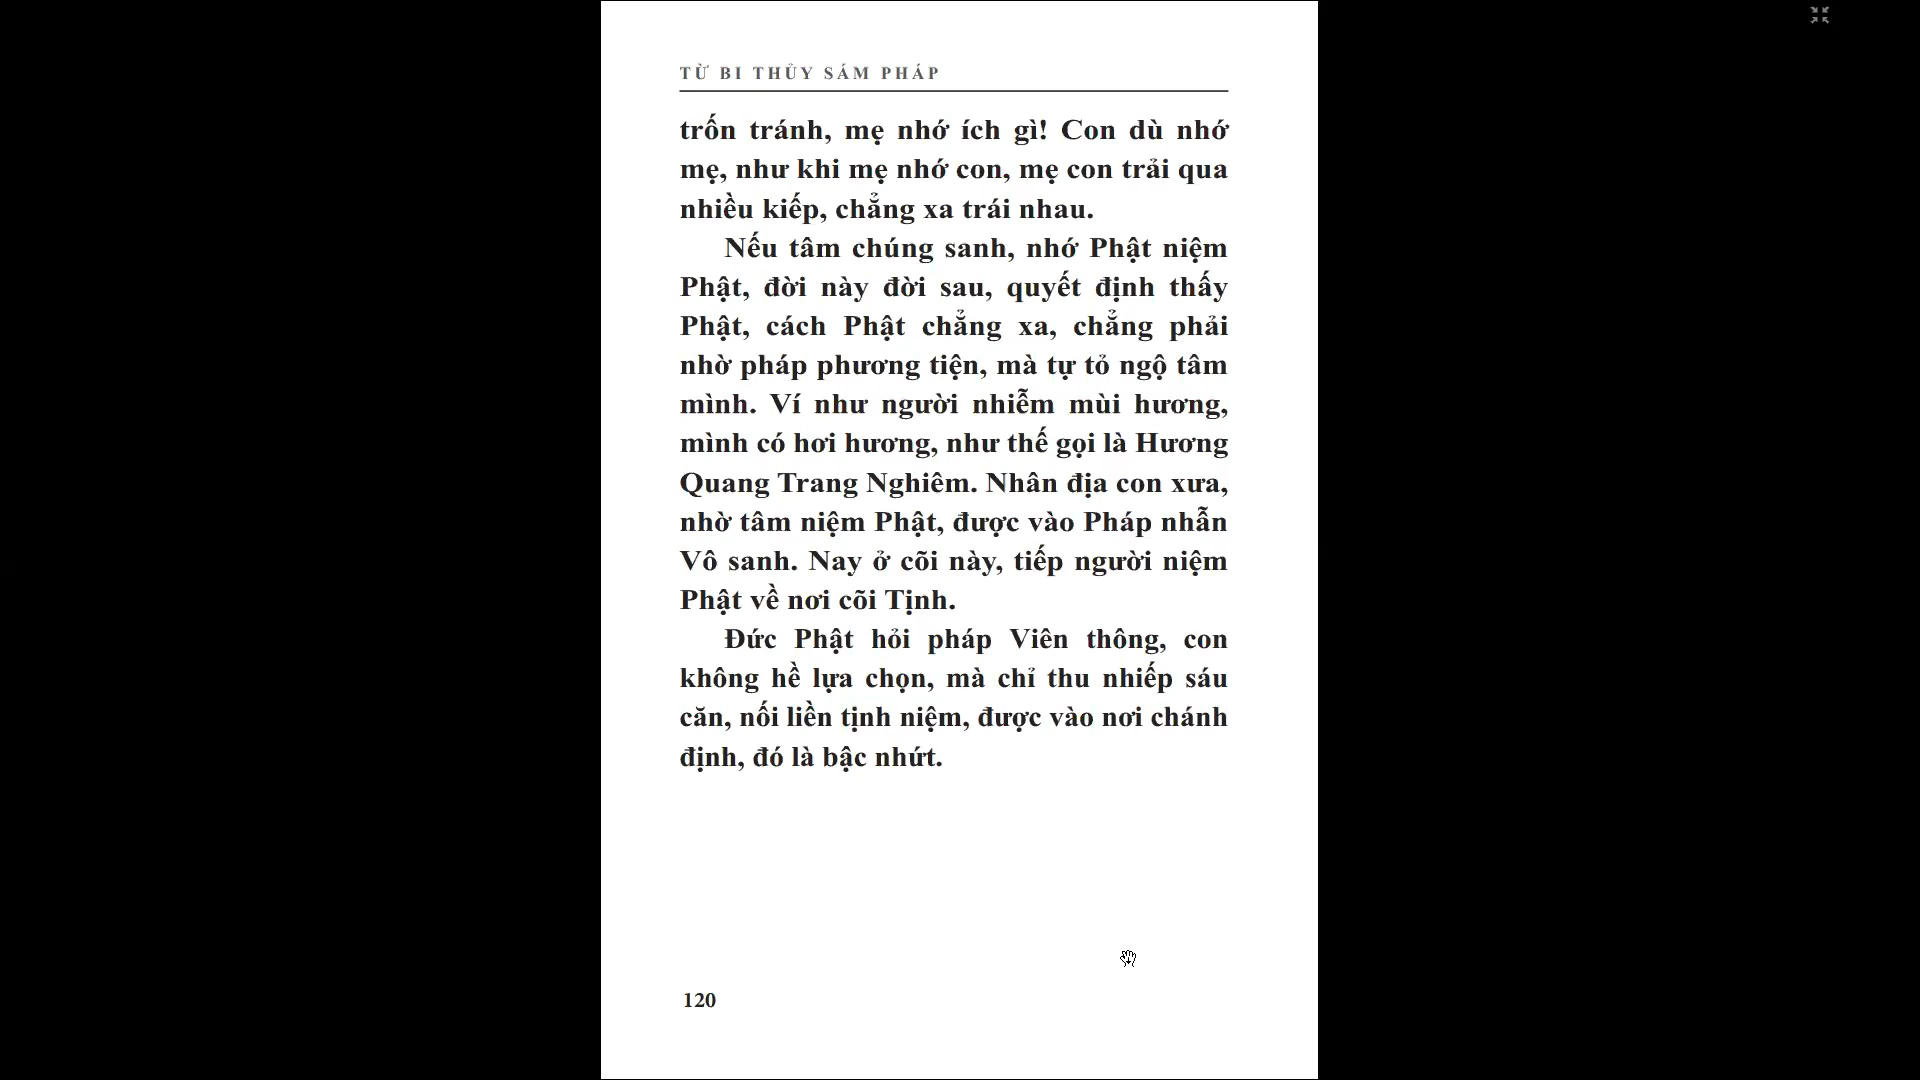 TỪ BI THỦY SÁM PHÁP
trốn tránh, mẹ nhớ ích gì! Con dù nhớ
mẹ, như khi mẹ nhớ con, mẹ con trải qua
nhiều kiếp, chẳng xa trái nhau.
Nếu tâm chúng sanh, nhớ Phật niệm
Phật, đời này đời sau, quyết định thấy
Phật, cách Phật chẳng xa, chẳng phải
nhờ pháp phương tiện, mà tự tỏ ngộ tâm
mình. Ví như người nhiễm mùi hương,
mình có hơi hương, như thế gọi là Hương
Quang Trang Nghiêm. Nhân địa con xưa,
nhờ tâm niệm Phật, được vào Pháp nhẫn
Vô sanh. Nay ở cõi này, tiếp người niệm
Phật về nơi cõi Tịnh.
Đức Phật hỏi pháp Viên thông, con
không hề lựa chọn, mà chỉ thu nhiếp sáu
căn, nối liền tịnh niệm, được vào nơi chánh
định, đó là bậc nhứt.
120